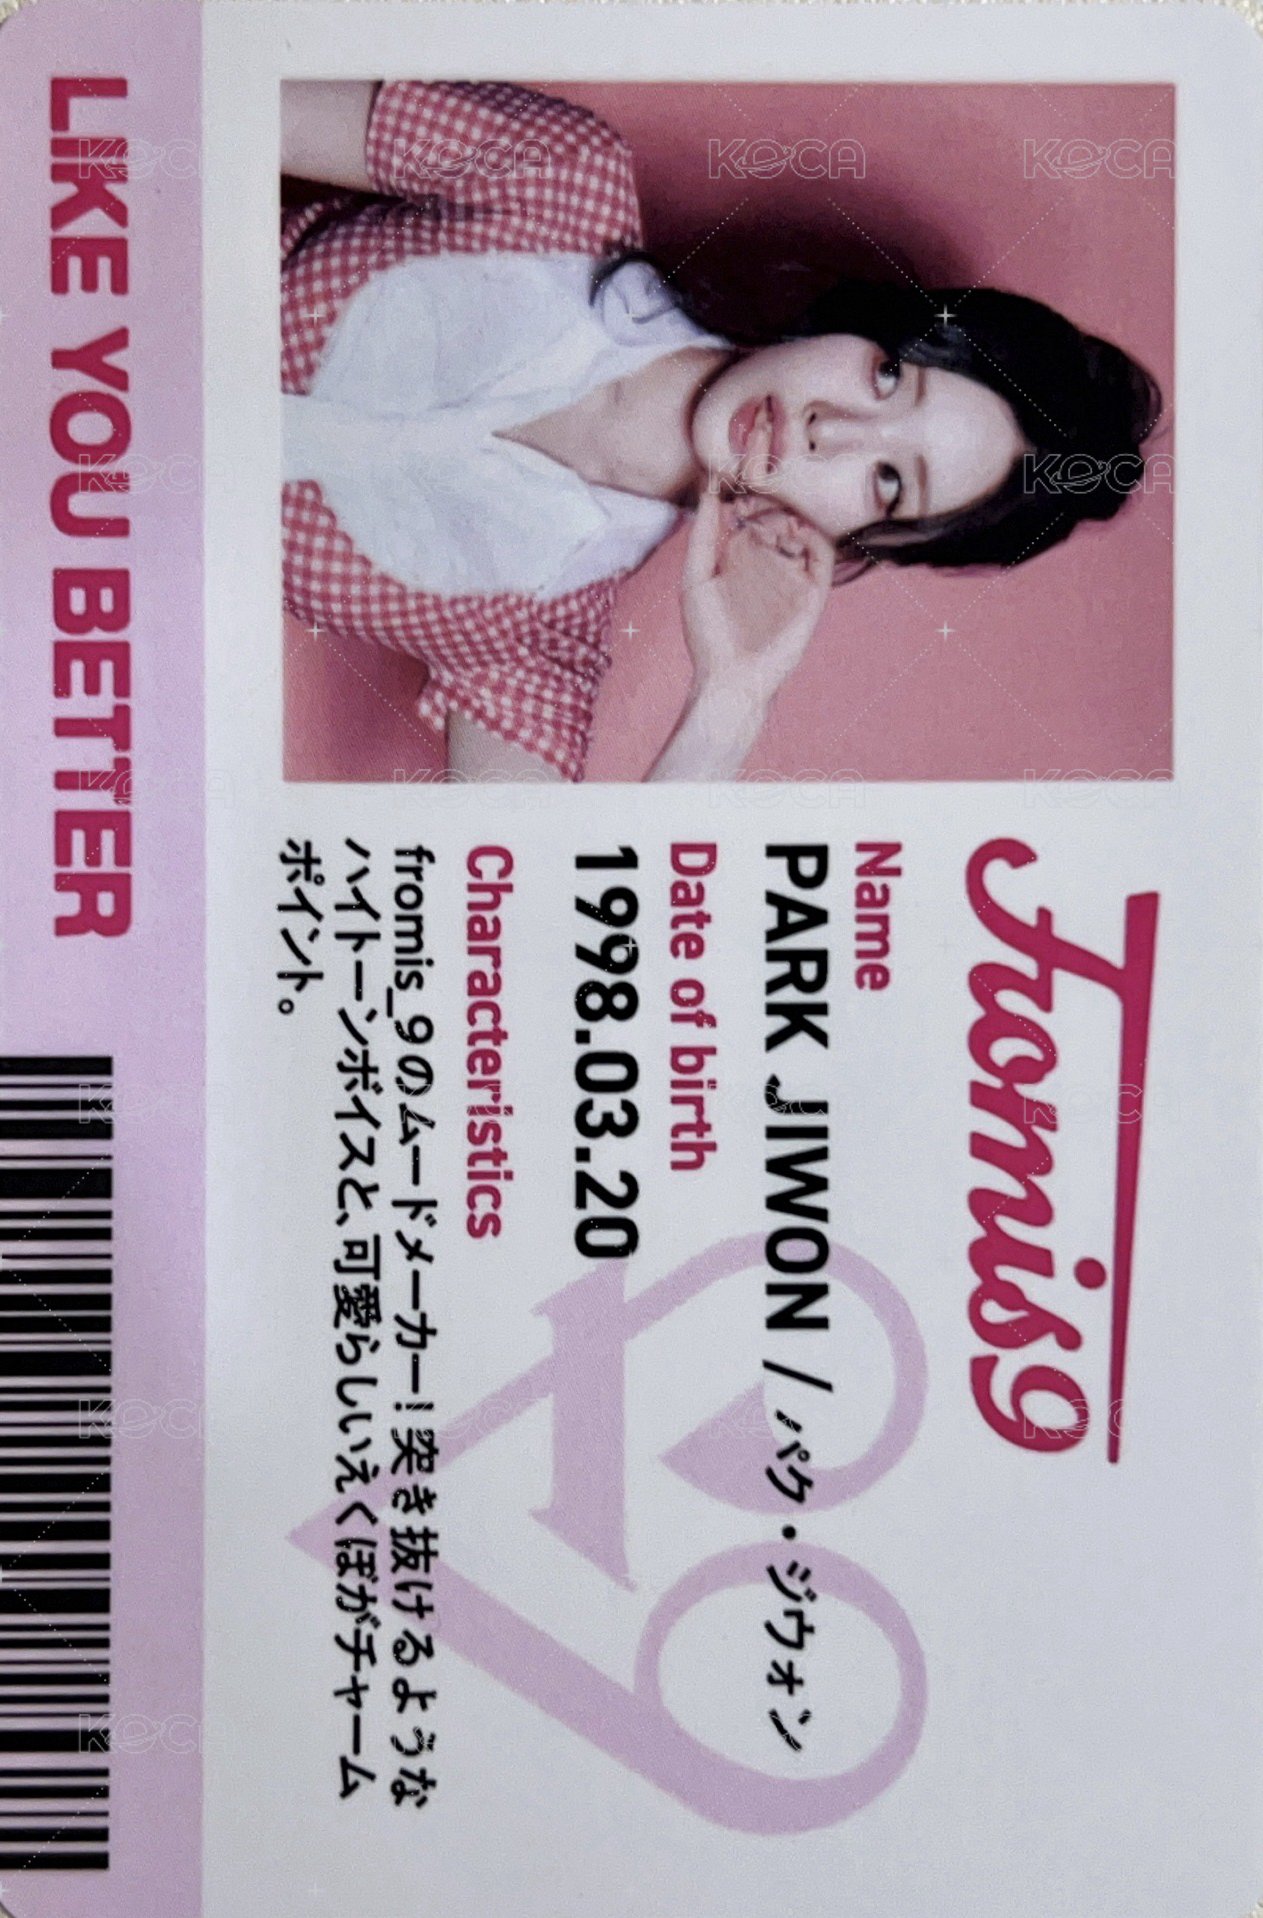 fromis9
Name
PARK JIWON / パク・ジウォン
Date of birth
1998.03.20
Characteristics
fromis_9のムードメーカー！突き抜けるような
ハイトーンボイスと、可愛らしいえくぼがチャーム
ポイント。
LIKE YOU BETTER
KOCA